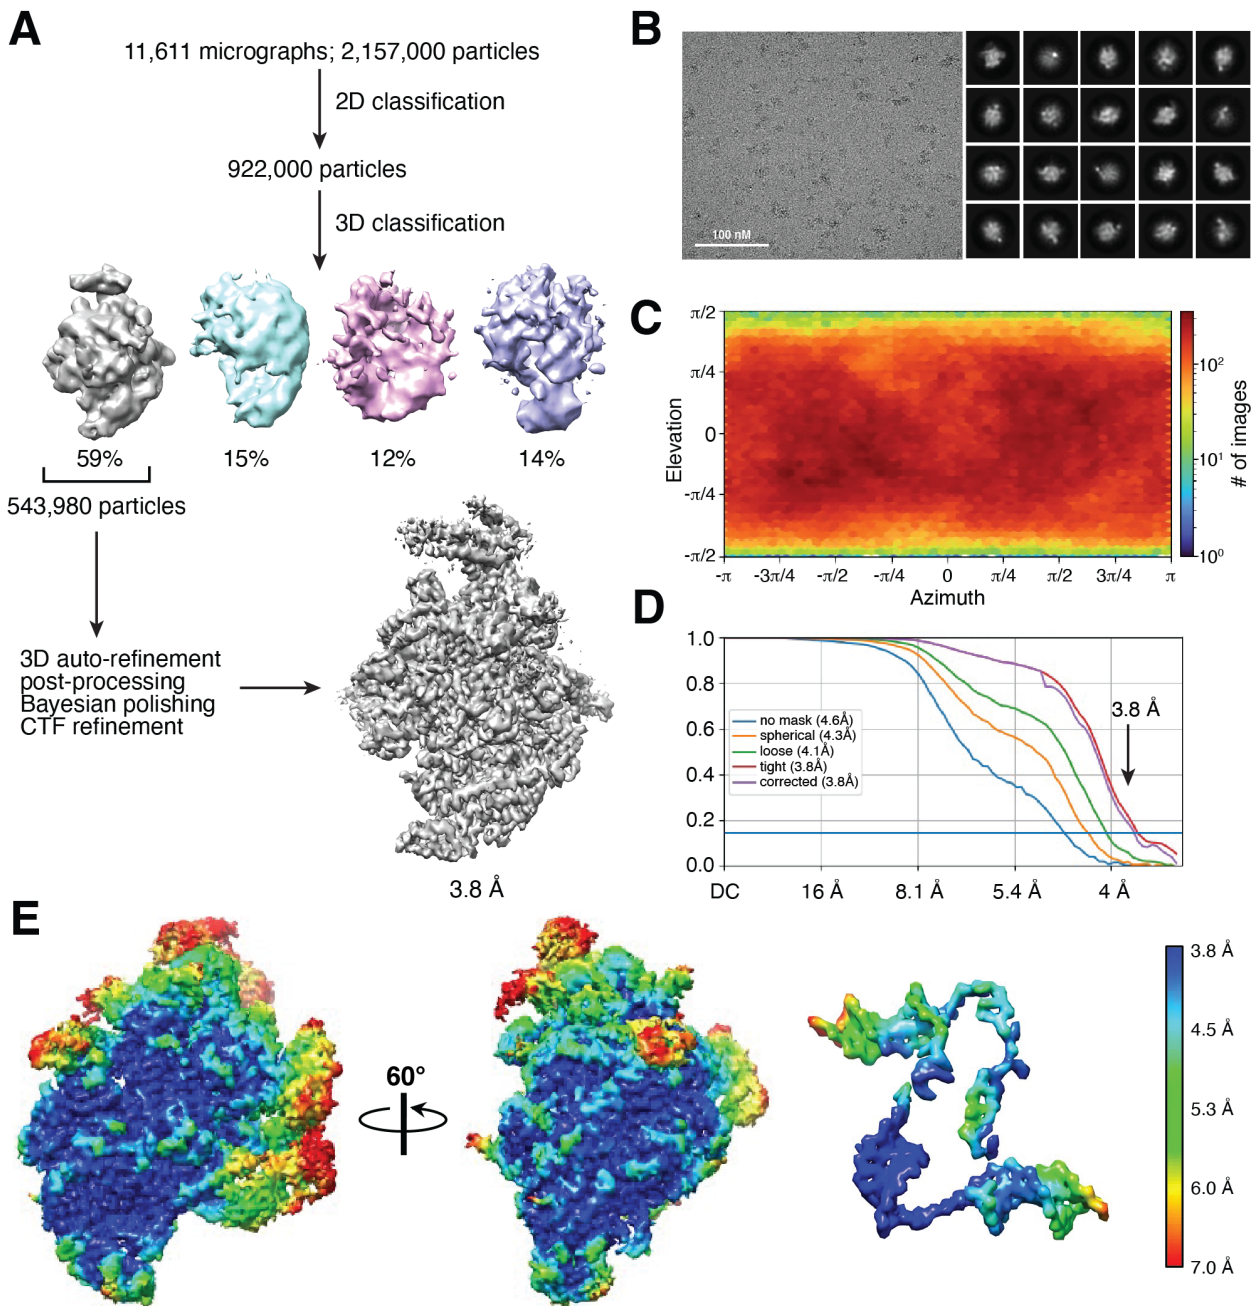 A
11,611 micrographs; 2,157,000 particles
2D classification
922,000 particles
3D classification
59%
15%
12%
14%
543,980 particles
3D auto-refinement
post-processing
Bayesian polishing
CTF refinement
3.8 Å
B
100 nM
C
π/2
π/4
0
-π/4
-π/2
Elevation
-π
-3π/4
-π/2
-π/4
0
π/4
π/2
3π/4
π
Azimuth
10²
10¹
10⁰
# of images
D
1.0
0.8
0.6
0.4
0.2
0.0
no mask (4.6Å)
spherical (4.3Å)
loose (4.1Å)
tight (3.8Å)
corrected (3.8Å)
3.8 Å
DC
16 Å
8.1 Å
5.4 Å
4 Å
E
60°
3.8 Å
4.5 Å
5.3 Å
6.0 Å
7.0 Å